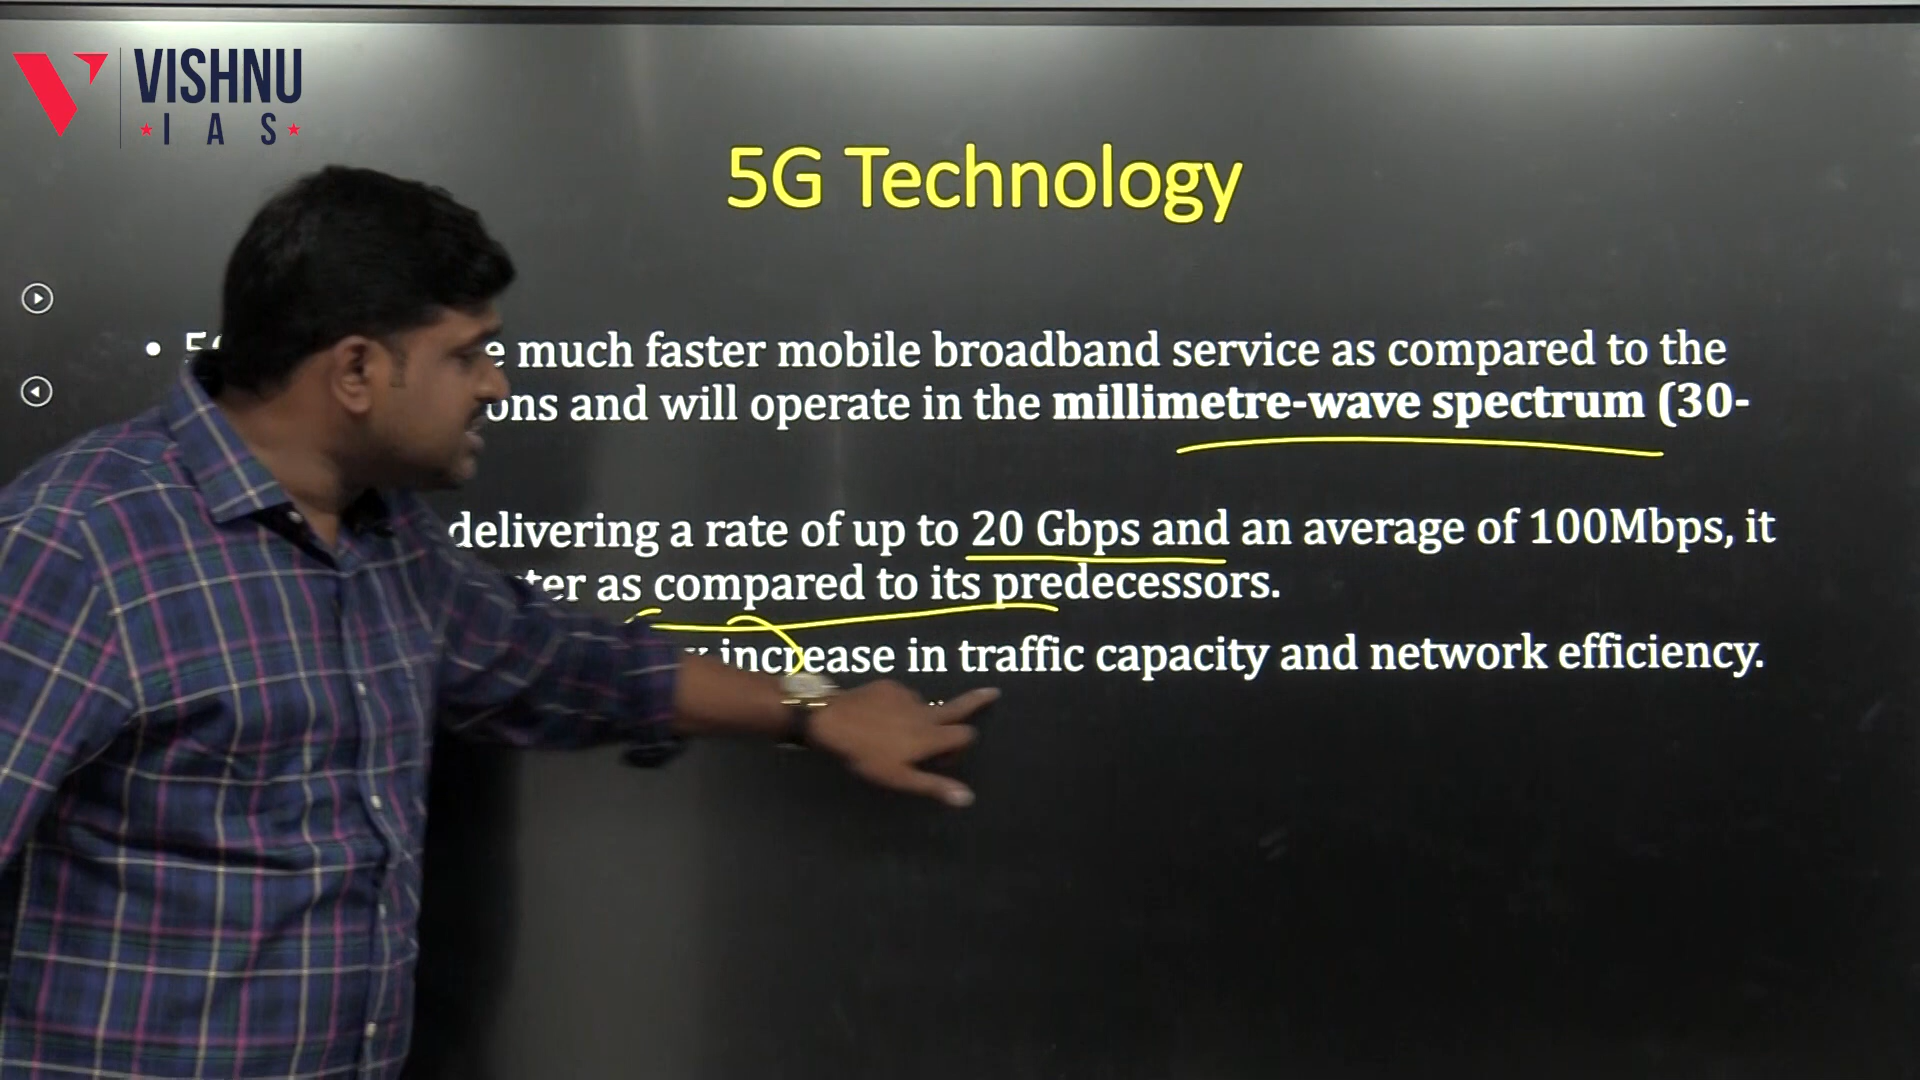 VISHNU
IAS
5G Technology
• much faster mobile broadband service as compared to the
and will operate in the millimetre-wave spectrum (30-
delivering a rate of up to 20 Gbps and an average of 100Mbps, it
as compared to its predecessors.
increase in traffic capacity and network efficiency.